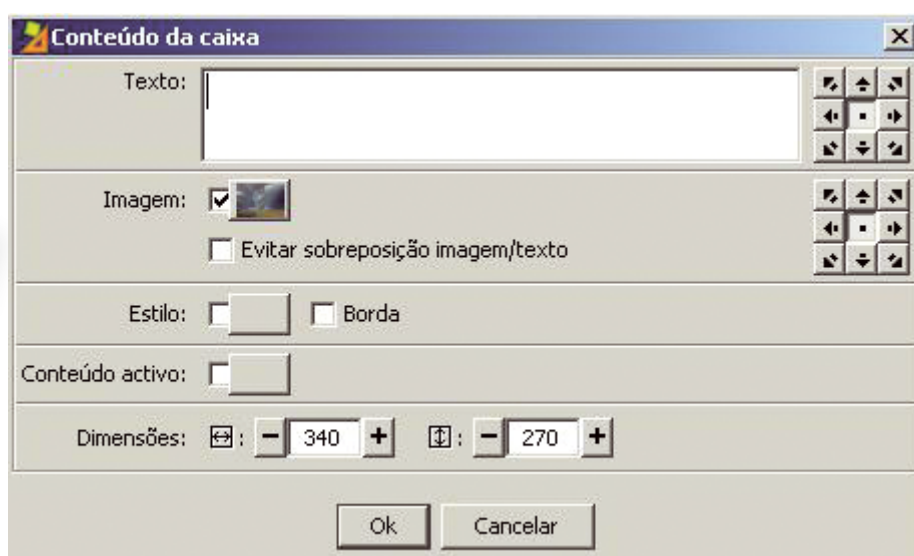 Conteúdo da caixa
Texto:
Imagem:
Evitar sobreposição imagem/texto
Estilo: Borda
Conteúdo activo:
Dimensões: : - 340 + : - 270 +
Ok Cancelar